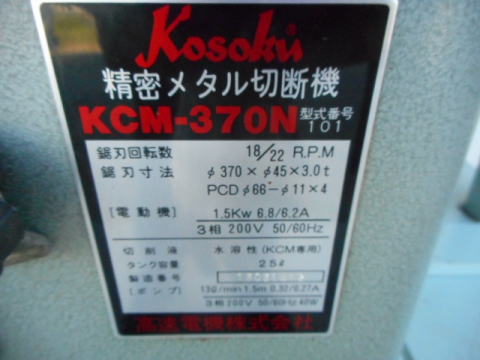 Kosoku
精密メタル切断機
KCM-370N 型式番号 101
鋸刃回転数 18/22 R.P.M
鋸刃寸法 φ370×φ45×3.0t
PCDφ66-φ11×4
[電動機] 1.5Kw 6.8/6.2A
3相 200V 50/60Hz
切削液 水溶性(KCM専用)
タンク容量 25ℓ
製造番号
(ポンプ) 13ℓ/min 1.5m 0.32/0.27A
3相 200V 50/60Hz 40W
高速電機株式会社